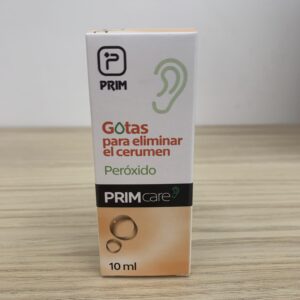 PRIM
Gotas
para eliminar
el cerumen
Peróxido
PRIMcare
10 ml